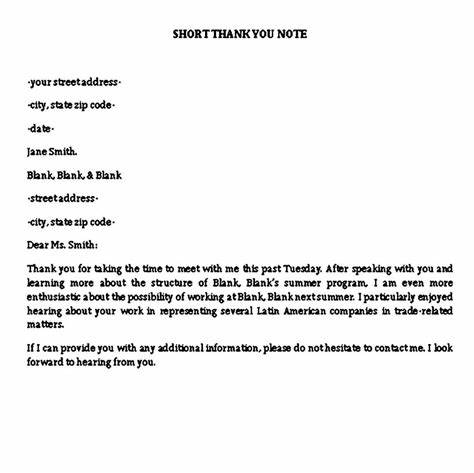 SHORT THANK YOU NOTE
-your street address-
-city, state zip code-
-date-
Jane Smith.
Blank, Blank, & Blank
-street address-
-city, state zip code-
Dear Ms. Smith:
Thank you for taking the time to meet with me this past Tuesday. After speaking with you and
learning more about the structure of Blank, Blank's summer program, I am even more
enthusiastic about the possibility of working at Blank, Blank next summer. I particularly enjoyed
hearing about your work in representing several Latin American companies in trade-related
matters.
If I can provide you with any additional information, please do not hesitate to contact me. I look
forward to hearing from you.